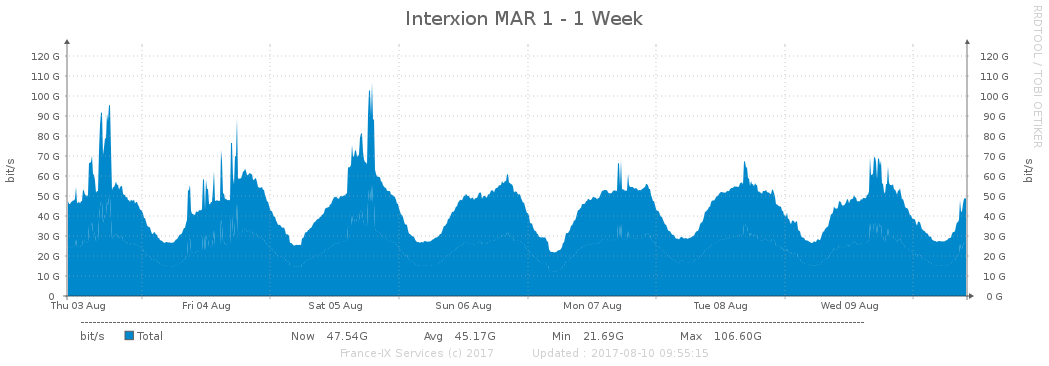 Interxion MAR 1 - 1 Week
RRDTOOL / TOBI OETIKER
bit/s
120 G 120 G
110 G 110 G
100 G 100 G
90 G 90 G
80 G 80 G
70 G 70 G
60 G 60 G
50 G 50 G
40 G 40 G
30 G 30 G
20 G 20 G
10 G 10 G
0 0 G
bit/s
Thu 03 Aug Fri 04 Aug Sat 05 Aug Sun 06 Aug Mon 07 Aug Tue 08 Aug Wed 09 Aug
bit/s Total Now 47.54G Avg 45.17G Min 21.69G Max 106.60G
France-IX Services (c) 2017 Updated : 2017-08-10 09:55:15